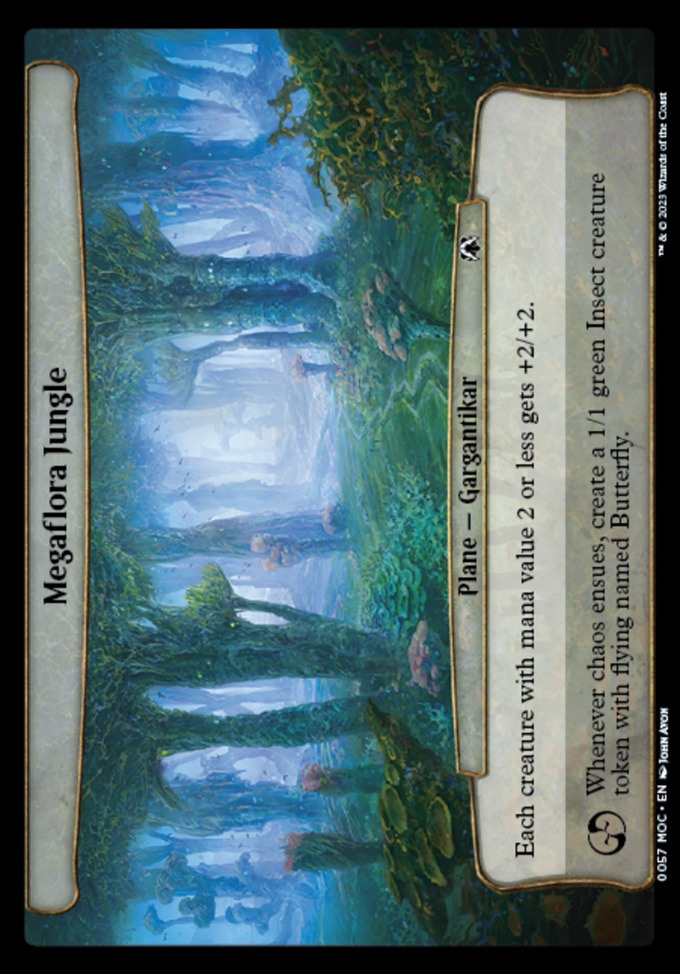 Megaflora Jungle
Plane — Gargantikar
Each creature with mana value 2 or less gets +2/+2.
Whenever chaos ensues, create a 1/1 green Insect creature
token with flying named Butterfly.
0057 MOC • EN JOHN AVON
™ & © 2023 Wizards of the Coast